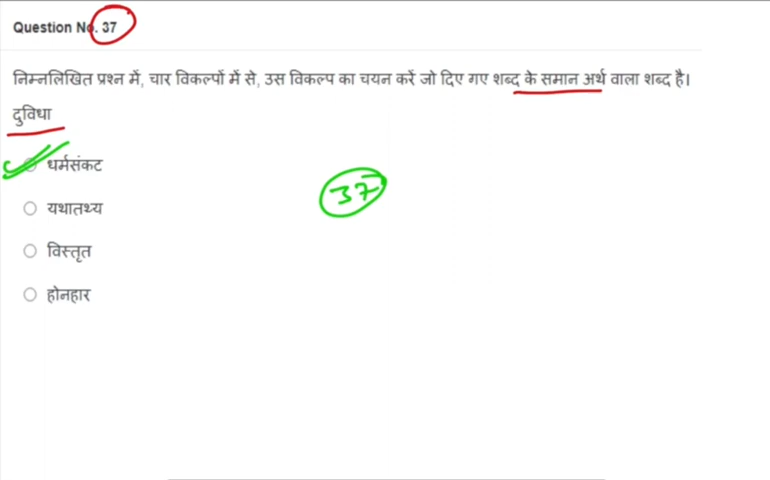 Question No. 37
निम्नलिखित प्रश्न में, चार विकल्पों में से, उस विकल्प का चयन करें जो दिए गए शब्द के समान अर्थ वाला शब्द है।
दुविधा
धर्मसंकट
37
यथातथ्य
विस्तृत
होनहार